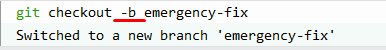 git checkout -b emergency-fix
Switched to a new branch 'emergency-fix'